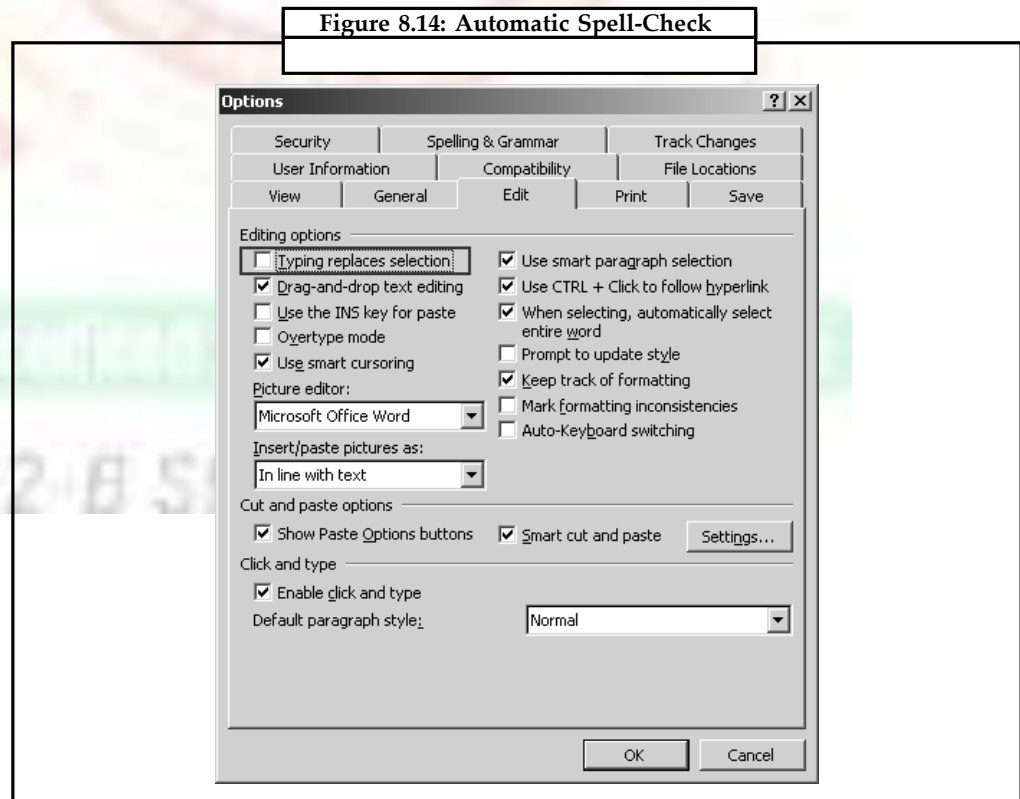 Figure 8.14: Automatic Spell-Check
Options
Security Spelling & Grammar Track Changes
User Information Compatibility File Locations
View General Edit Print Save
Editing options
Typing replaces selection
Drag-and-drop text editing
Use the INS key for paste
Overtype mode
Use smart cursoring
Picture editor:
Microsoft Office Word
Insert/paste pictures as:
In line with text
Use smart paragraph selection
Use CTRL + Click to follow hyperlink
When selecting, automatically select
entire word
Prompt to update style
Keep track of formatting
Mark formatting inconsistencies
Auto-Keyboard switching
Cut and paste options
Show Paste Options buttons Smart cut and paste Settings...
Click and type
Enable click and type
Default paragraph style: Normal
OK Cancel